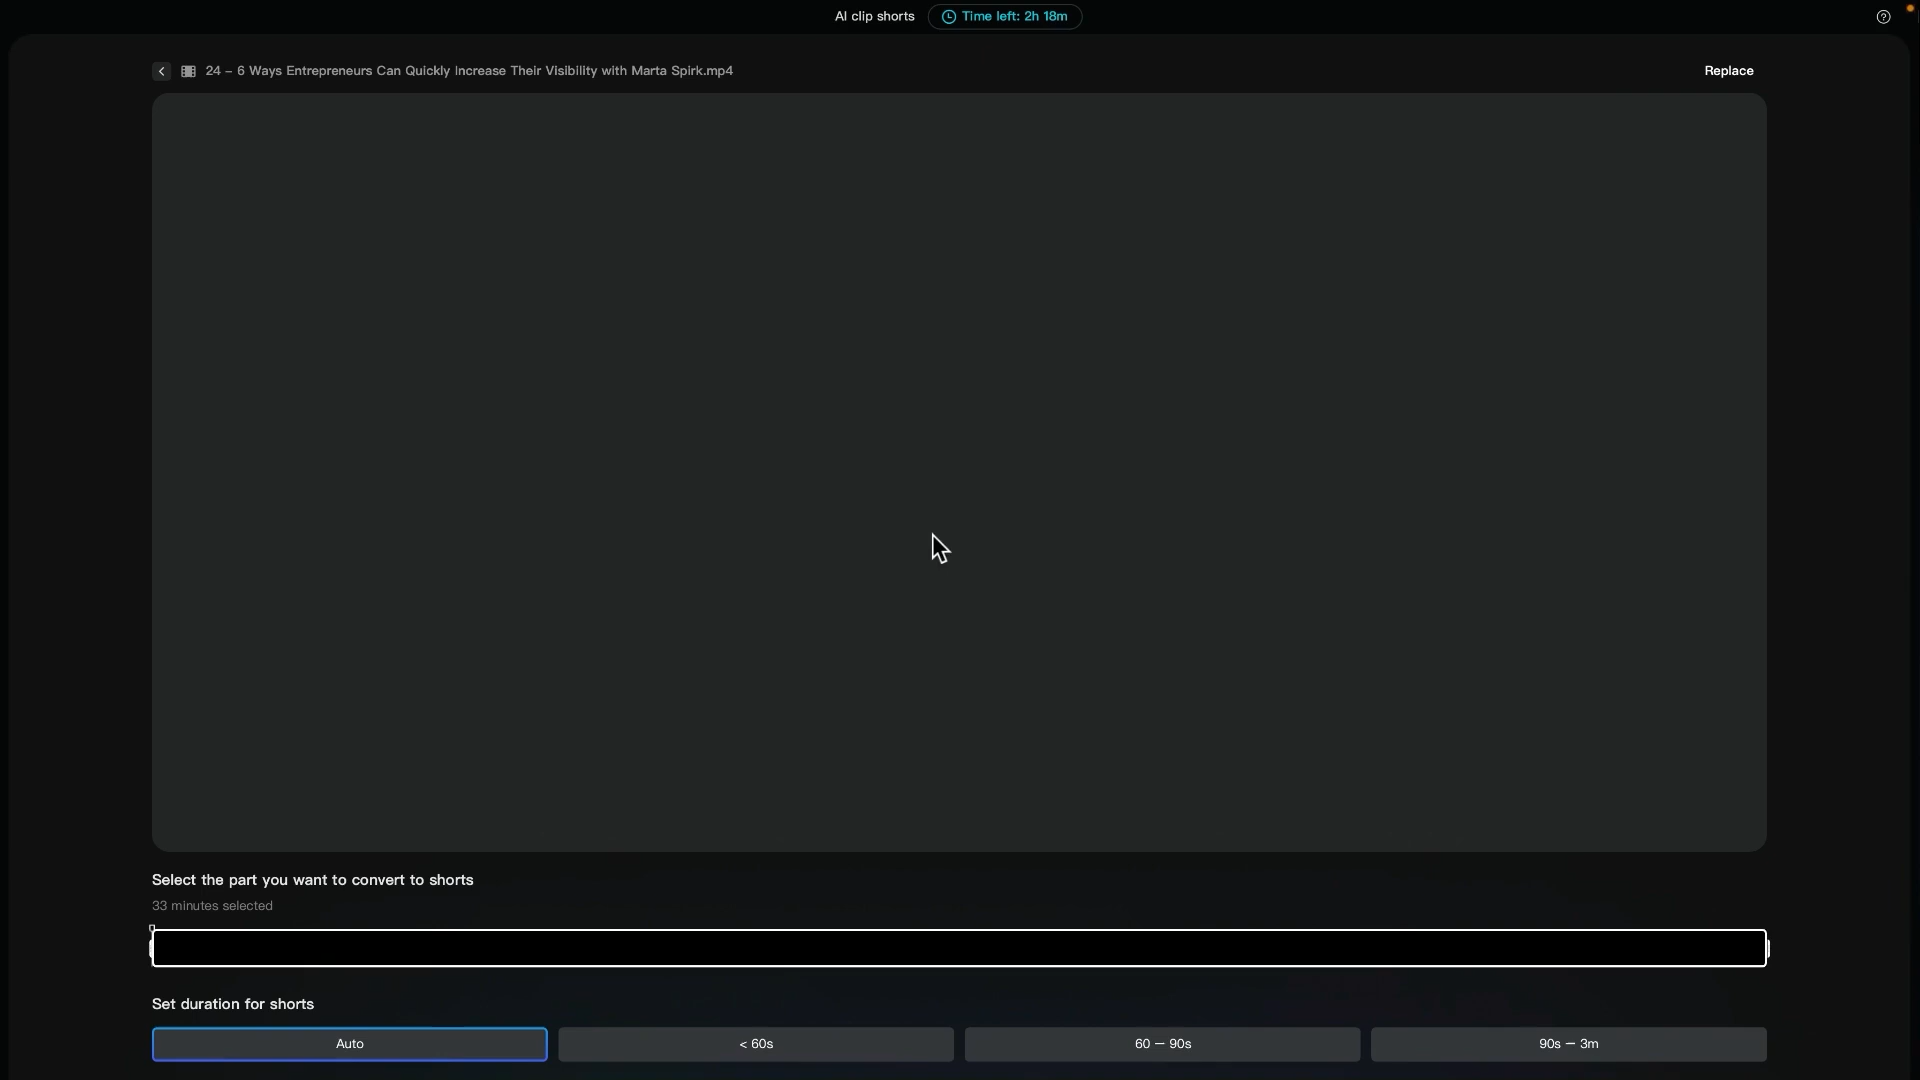 AI clip shorts
Time left: 2h 18m
24 – 6 Ways Entrepreneurs Can Quickly Increase Their Visibility with Marta Spirk.mp4
Replace
Select the part you want to convert to shorts
33 minutes selected
Set duration for shorts
Auto
< 60s
60 – 90s
90s – 3m